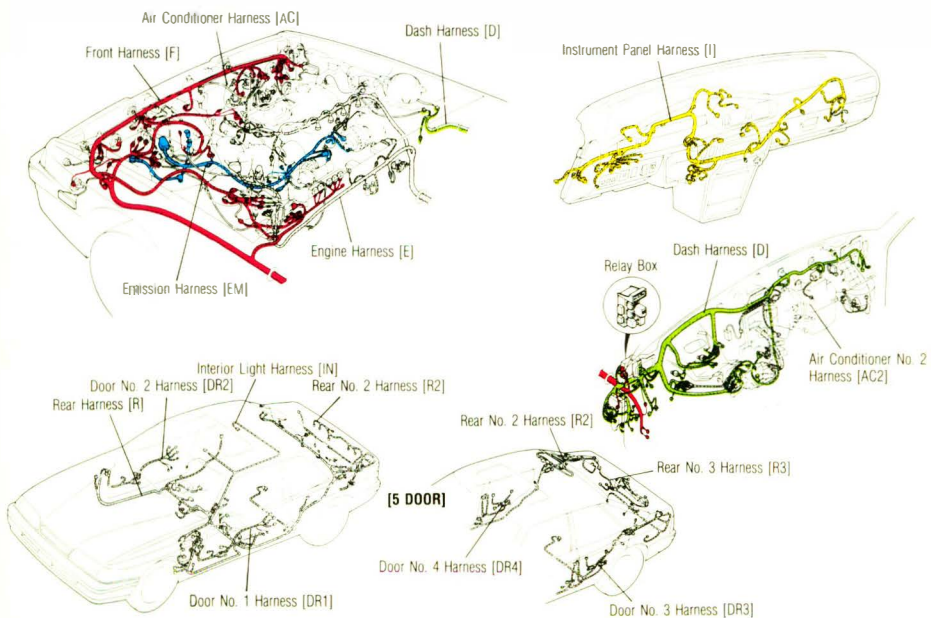 Air Conditioner Harness [AC]
Front Harness [F]
Dash Harness [D]
Instrument Panel Harness [I]
Engine Harness [E]
Emission Harness [EM]
Relay Box
Dash Harness [D]
Air Conditioner No. 2
Harness [AC2]
Interior Light Harness [IN]
Door No. 2 Harness [DR2]
Rear No. 2 Harness [R2]
Rear Harness [R]
Door No. 1 Harness [DR1]
Rear No. 2 Harness [R2]
Rear No. 3 Harness [R3]
[5 DOOR]
Door No. 4 Harness [DR4]
Door No. 3 Harness [DR3]